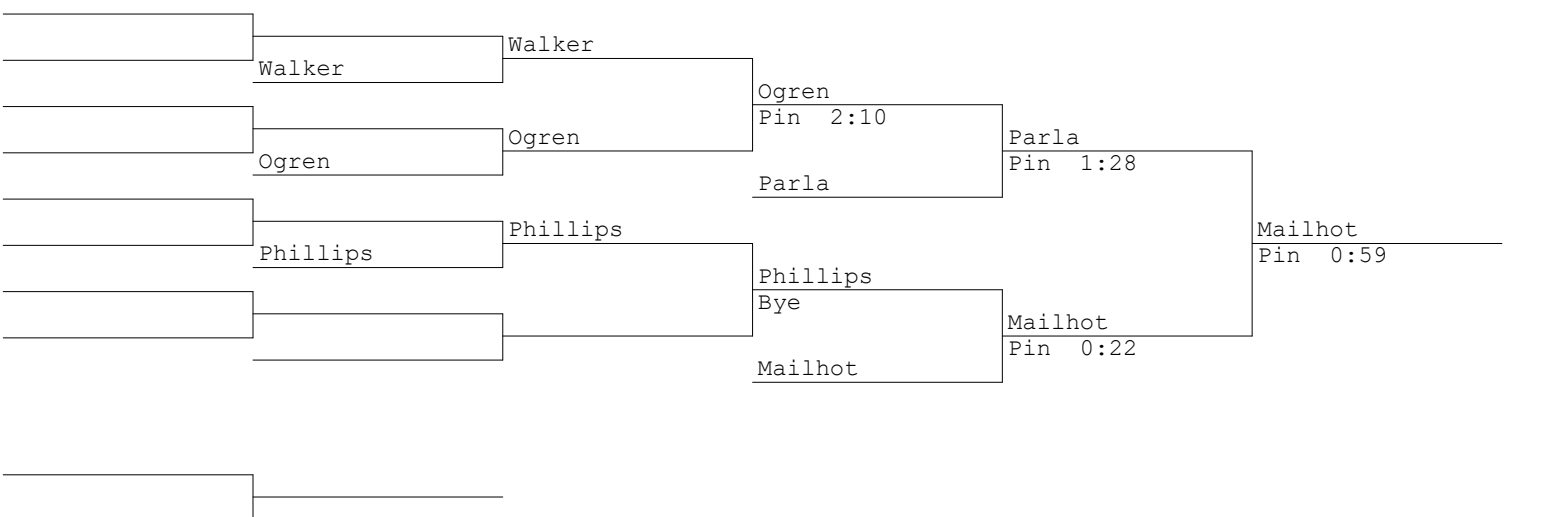 Walker
Walker
Ogren
Pin 2:10
Ogren
Ogren
Parla
Pin 1:28
Parla
Phillips
Phillips
Mailhot
Pin 0:59
Phillips
Bye
Mailhot
Pin 0:22
Mailhot